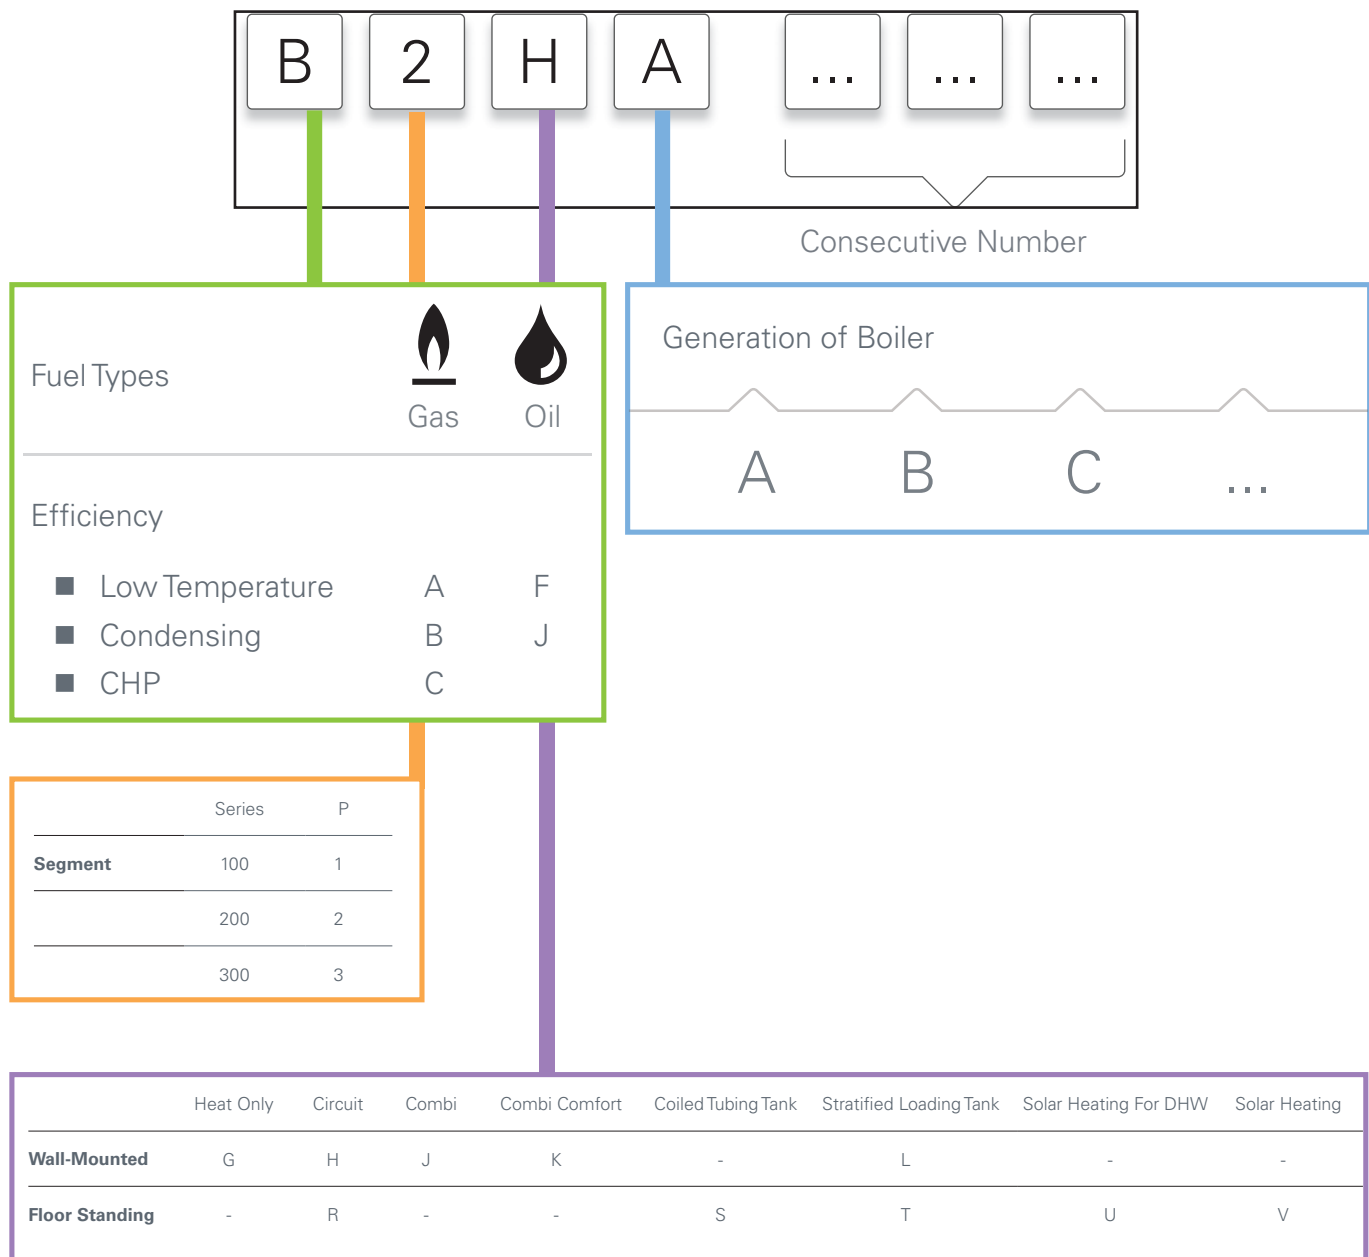 B 2 H A ... ... ...
Consecutive Number
Fuel Types
Gas Oil
Efficiency
■ Low Temperature A F
■ Condensing B J
■ CHP C
Generation of Boiler
A B C ...
Series P
Segment 100 1
200 2
300 3
Heat Only Circuit Combi Combi Comfort Coiled Tubing Tank Stratified Loading Tank Solar Heating For DHW Solar Heating
Wall-Mounted G H J K - L - -
Floor Standing - R - - S T U V